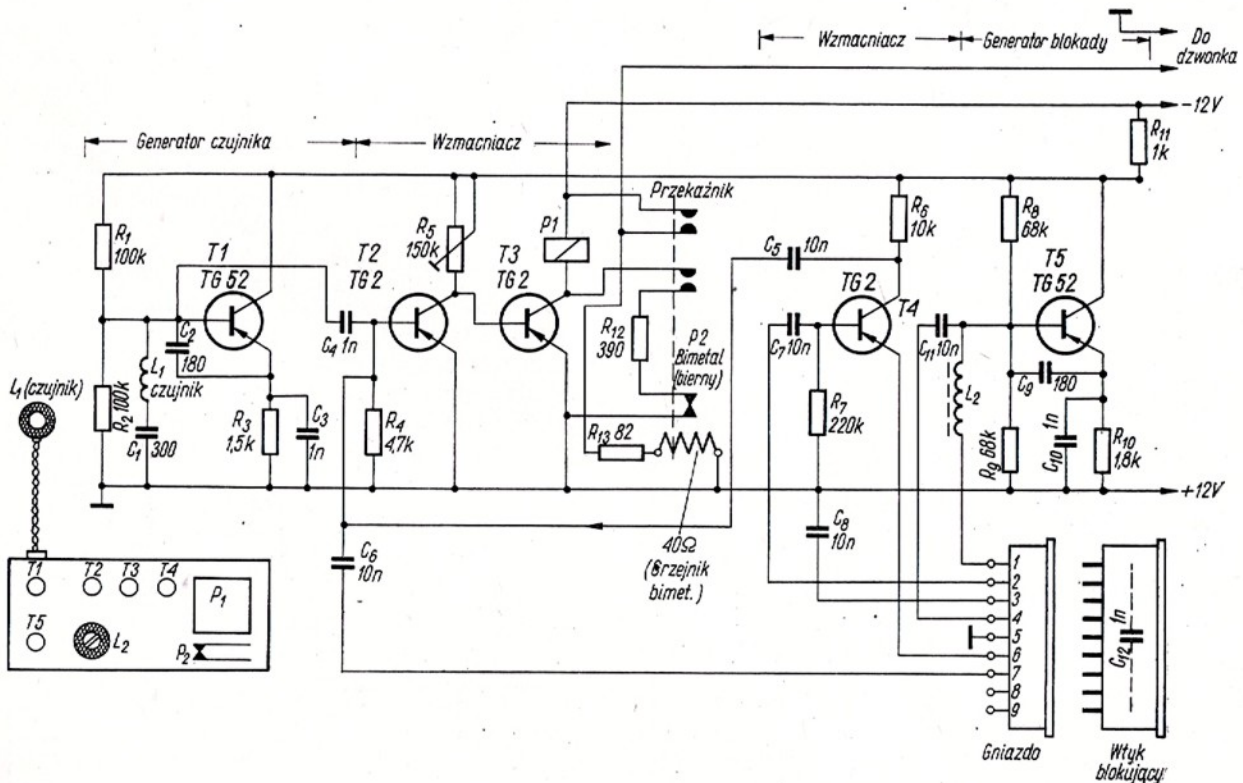 Wzmacniacz
Generator blokady
Do
dzwonka
-12V
Generator czujnika
Wzmacniacz
R11
1k
Przekaźnik
R1
100k
T1
TG 52
T2
TG 2
R5
150k
T3
TG 2
P1
C5
10n
R6
10k
R8
68k
T5
TG 52
TG 2
T4
C2
180
L1
czujnik
C4 1n
R12
390
P2
Bimetal
(bierny)
C7 10n
C11 10n
L2
C9 180
L1 (czujnik)
R2 100k
C1 300
R3
1,5k
C3
1n
R4
4,7k
R13 82
R7
220k
R9 68k
C10 1n
R10
1,8k
+12V
C6
10n
40Ω
(Grzejnik
bimet.)
C8
10n
T1
T2
T3
T4
P1
T5
L2
P2
1
2
3
4
5
6
7
8
9
C12 1n
Gniazdo
Wtyk
blokujący